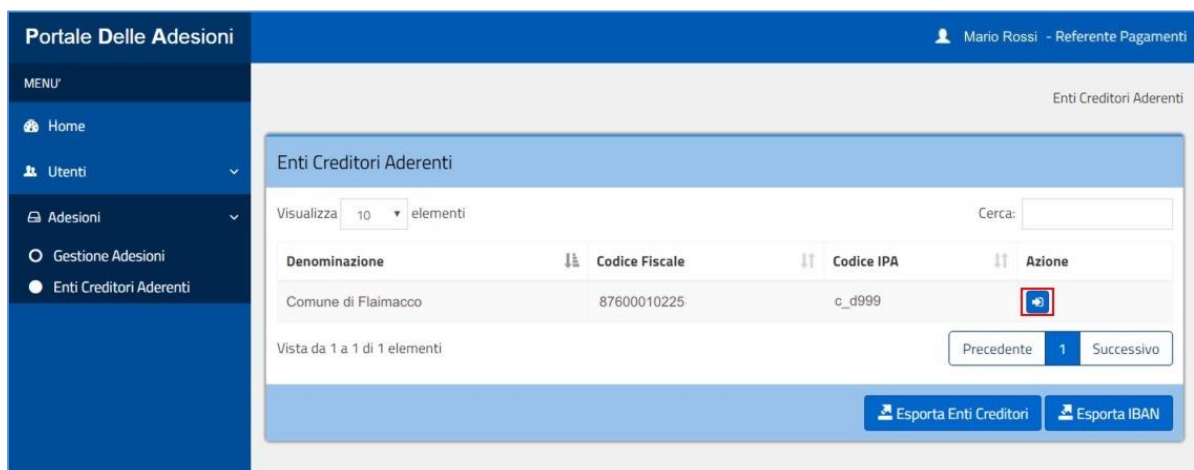 Portale Delle Adesioni
Mario Rossi - Referente Pagamenti
MENU'
Enti Creditori Aderenti
Home
Utenti
Adesioni
Gestione Adesioni
Enti Creditori Aderenti
Enti Creditori Aderenti
Visualizza 10 elementi
Cerca:
Denominazione Codice Fiscale Codice IPA Azione
Comune di Flaimacco 87600010225 c_d999
Vista da 1 a 1 di 1 elementi
Precedente 1 Successivo
Esporta Enti Creditori Esporta IBAN